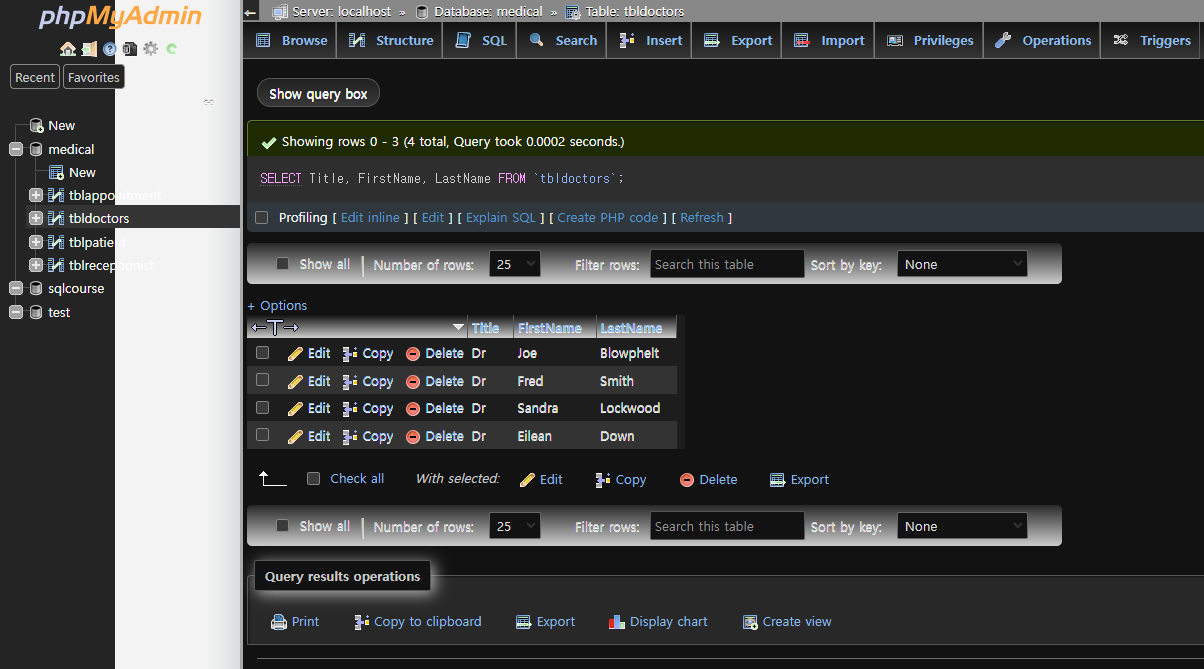 phpMyAdmin
Recent Favorites
New
medical
New
tblappointment
tbldoctors
tblpatient
tblreceptionist
sqlcourse
test
Server: localhost » Database: medical » Table: tbldoctors
Browse Structure SQL Search Insert Export Import Privileges Operations Triggers
Show query box
Showing rows 0 - 3 (4 total, Query took 0.0002 seconds.)
SELECT Title, FirstName, LastName FROM `tbldoctors`;
Profiling [ Edit inline ] [ Edit ] [ Explain SQL ] [ Create PHP code ] [ Refresh ]
Show all Number of rows: 25 Filter rows: Search this table Sort by key: None
+ Options
←T→ Title FirstName LastName
Edit Copy Delete Dr Joe Blowphelt
Edit Copy Delete Dr Fred Smith
Edit Copy Delete Dr Sandra Lockwood
Edit Copy Delete Dr Eilean Down
Check all With selected: Edit Copy Delete Export
Show all Number of rows: 25 Filter rows: Search this table Sort by key: None
Query results operations
Print Copy to clipboard Export Display chart Create view